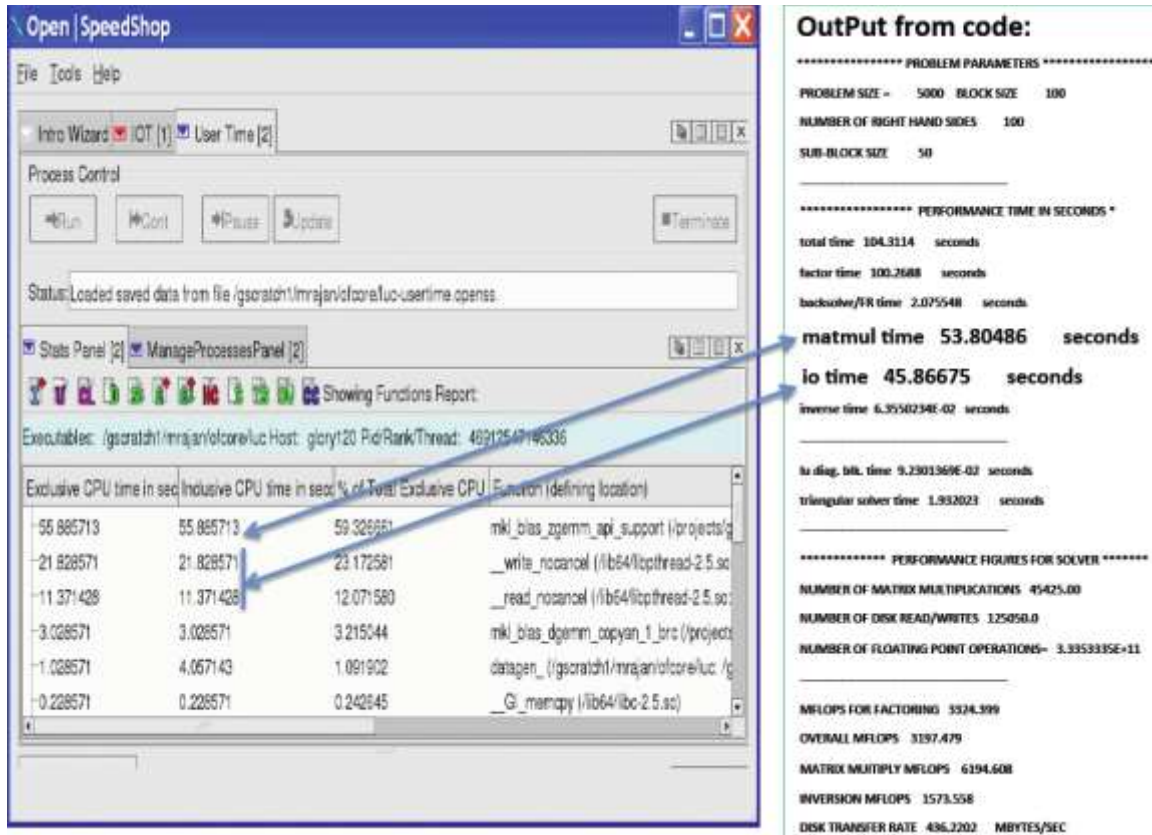 Open|SpeedShop
File Tools Help
Intro Wizard IOT [1] User Time [2]
Process Control
Run Cont Pause Update Terminate
Status: Loaded saved data from file /gscratch1/mrajan/ofcore/luc-usertime.openss.
Stats Panel [2] ManageProcessesPanel [2]
Showing Functions Report:
Executables: /gscratch1/mrajan/ofcore/luc Host: glory120 Pid/Rank/Thread: 46912547146336
Exclusive CPU time in sec Inclusive CPU time in sec % of Total Exclusive CPU Function (defining location)
55.885713 55.885713 59.326661 mkl_blas_zgemm_api_support (/projects/g
21.828571 21.828571 23.172581 __write_nocancel (/lib64/libpthread-2.5.so
11.371428 11.371428 12.071580 __read_nocancel (/lib64/libpthread-2.5.so:
3.028571 3.028571 3.215044 mkl_blas_dgemm_copyan_1_brc (/projects
1.028571 4.057143 1.091902 datagen_ (/gscratch1/mrajan/ofcore/luc: /g
0.228571 0.228571 0.242645 __GI_memcpy (/lib64/libc-2.5.so)
OutPut from code:
***************** PROBLEM PARAMETERS *****************
PROBLEM SIZE = 5000 BLOCK SIZE 100
NUMBER OF RIGHT HAND SIDES 100
SUB-BLOCK SIZE 50
***************** PERFORMANCE TIME IN SECONDS *
total time 104.3114 seconds
factor time 100.2688 seconds
backsolve/FR time 2.075548 seconds
matmul time 53.80486 seconds
io time 45.86675 seconds
inverse time 6.3550234E-02 seconds
lu diag. blk. time 9.2301369E-02 seconds
triangular solver time 1.932023 seconds
************* PERFORMANCE FIGURES FOR SOLVER *******
NUMBER OF MATRIX MULTIPLICATIONS 45425.00
NUMBER OF DISK READ/WRITES 125050.0
NUMBER OF FLOATING POINT OPERATIONS= 3.3353335E+11
MFLOPS FOR FACTORING 3324.399
OVERALL MFLOPS 3197.479
MATRIX MULTIPLY MFLOPS 6194.608
INVERSION MFLOPS 1573.558
DISK TRANSFER RATE 436.2202 MBYTES/SEC